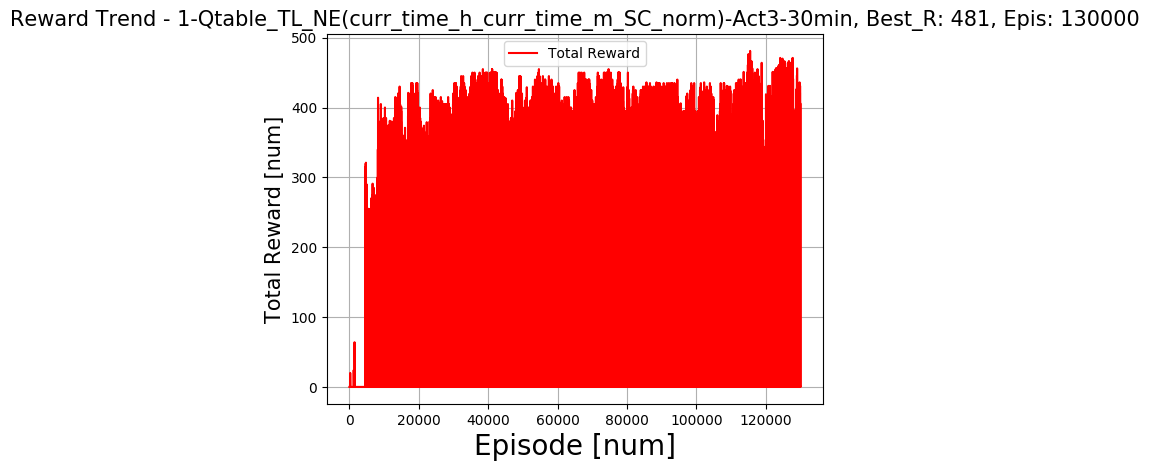 Reward Trend - 1-Qtable_TL_NE(curr_time_h_curr_time_m_SC_norm)-Act3-30min, Best_R: 481, Epis: 130000
Total Reward
Total Reward [num]
500
400
300
200
100
0
0 20000 40000 60000 80000 100000 120000
Episode [num]